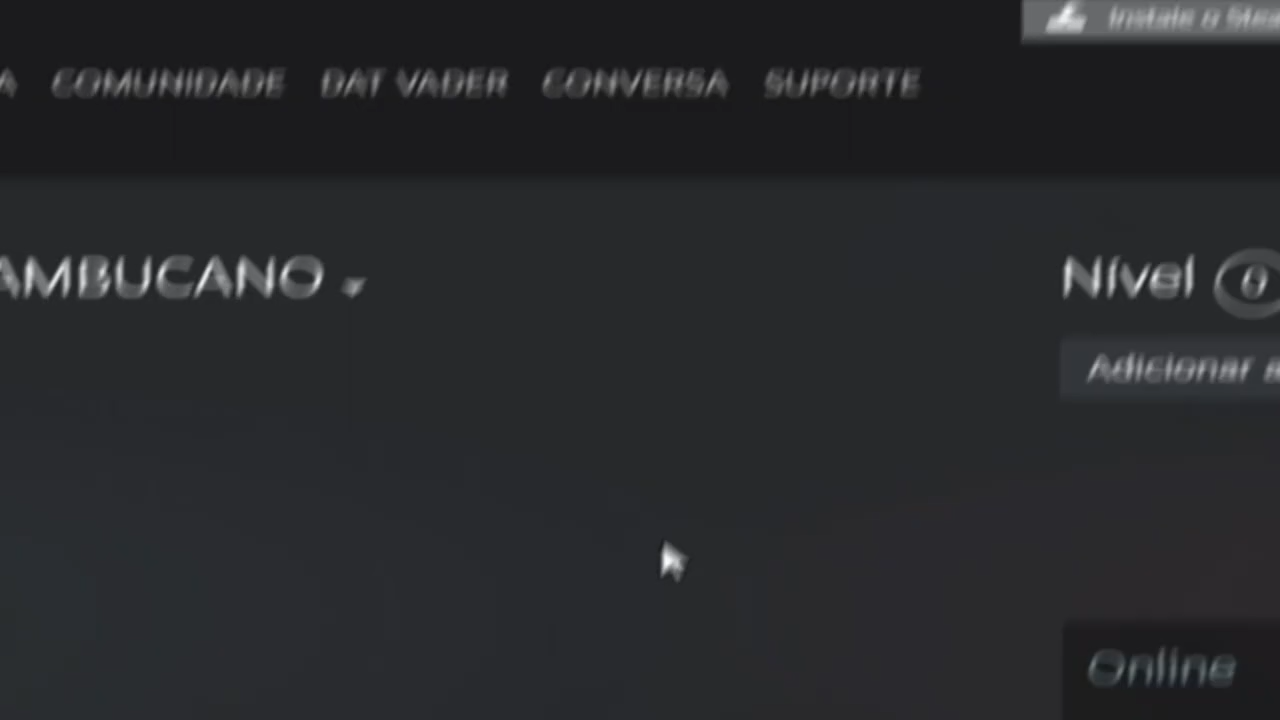 Instale o Stea
A COMUNIDADE DAT VADER CONVERSA SUPORTE
AMBUCANO
Nível 0
Adicionar a
Online